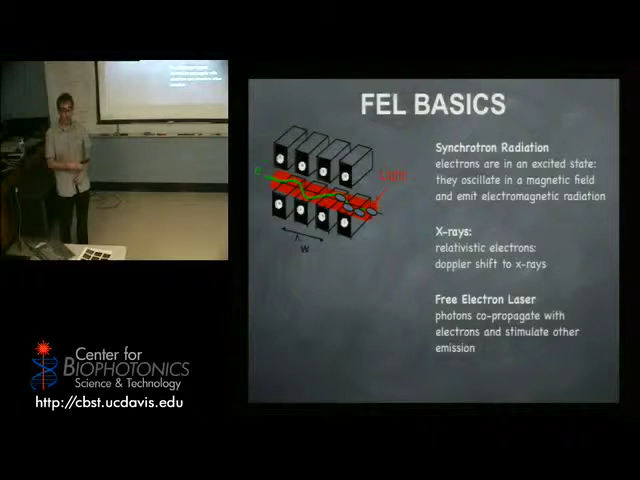 FEL BASICS
Synchrotron Radiation
electrons are in an excited state:
they oscillate in a magnetic field
and emit electromagnetic radiation
X-rays:
relativistic electrons:
doppler shift to x-rays
Free Electron Laser
photons co-propagate with
electrons and stimulate other
emission
E
Light
λ
W
Center for
BIOPHOTONICS
Science & Technology
http://cbst.ucdavis.edu